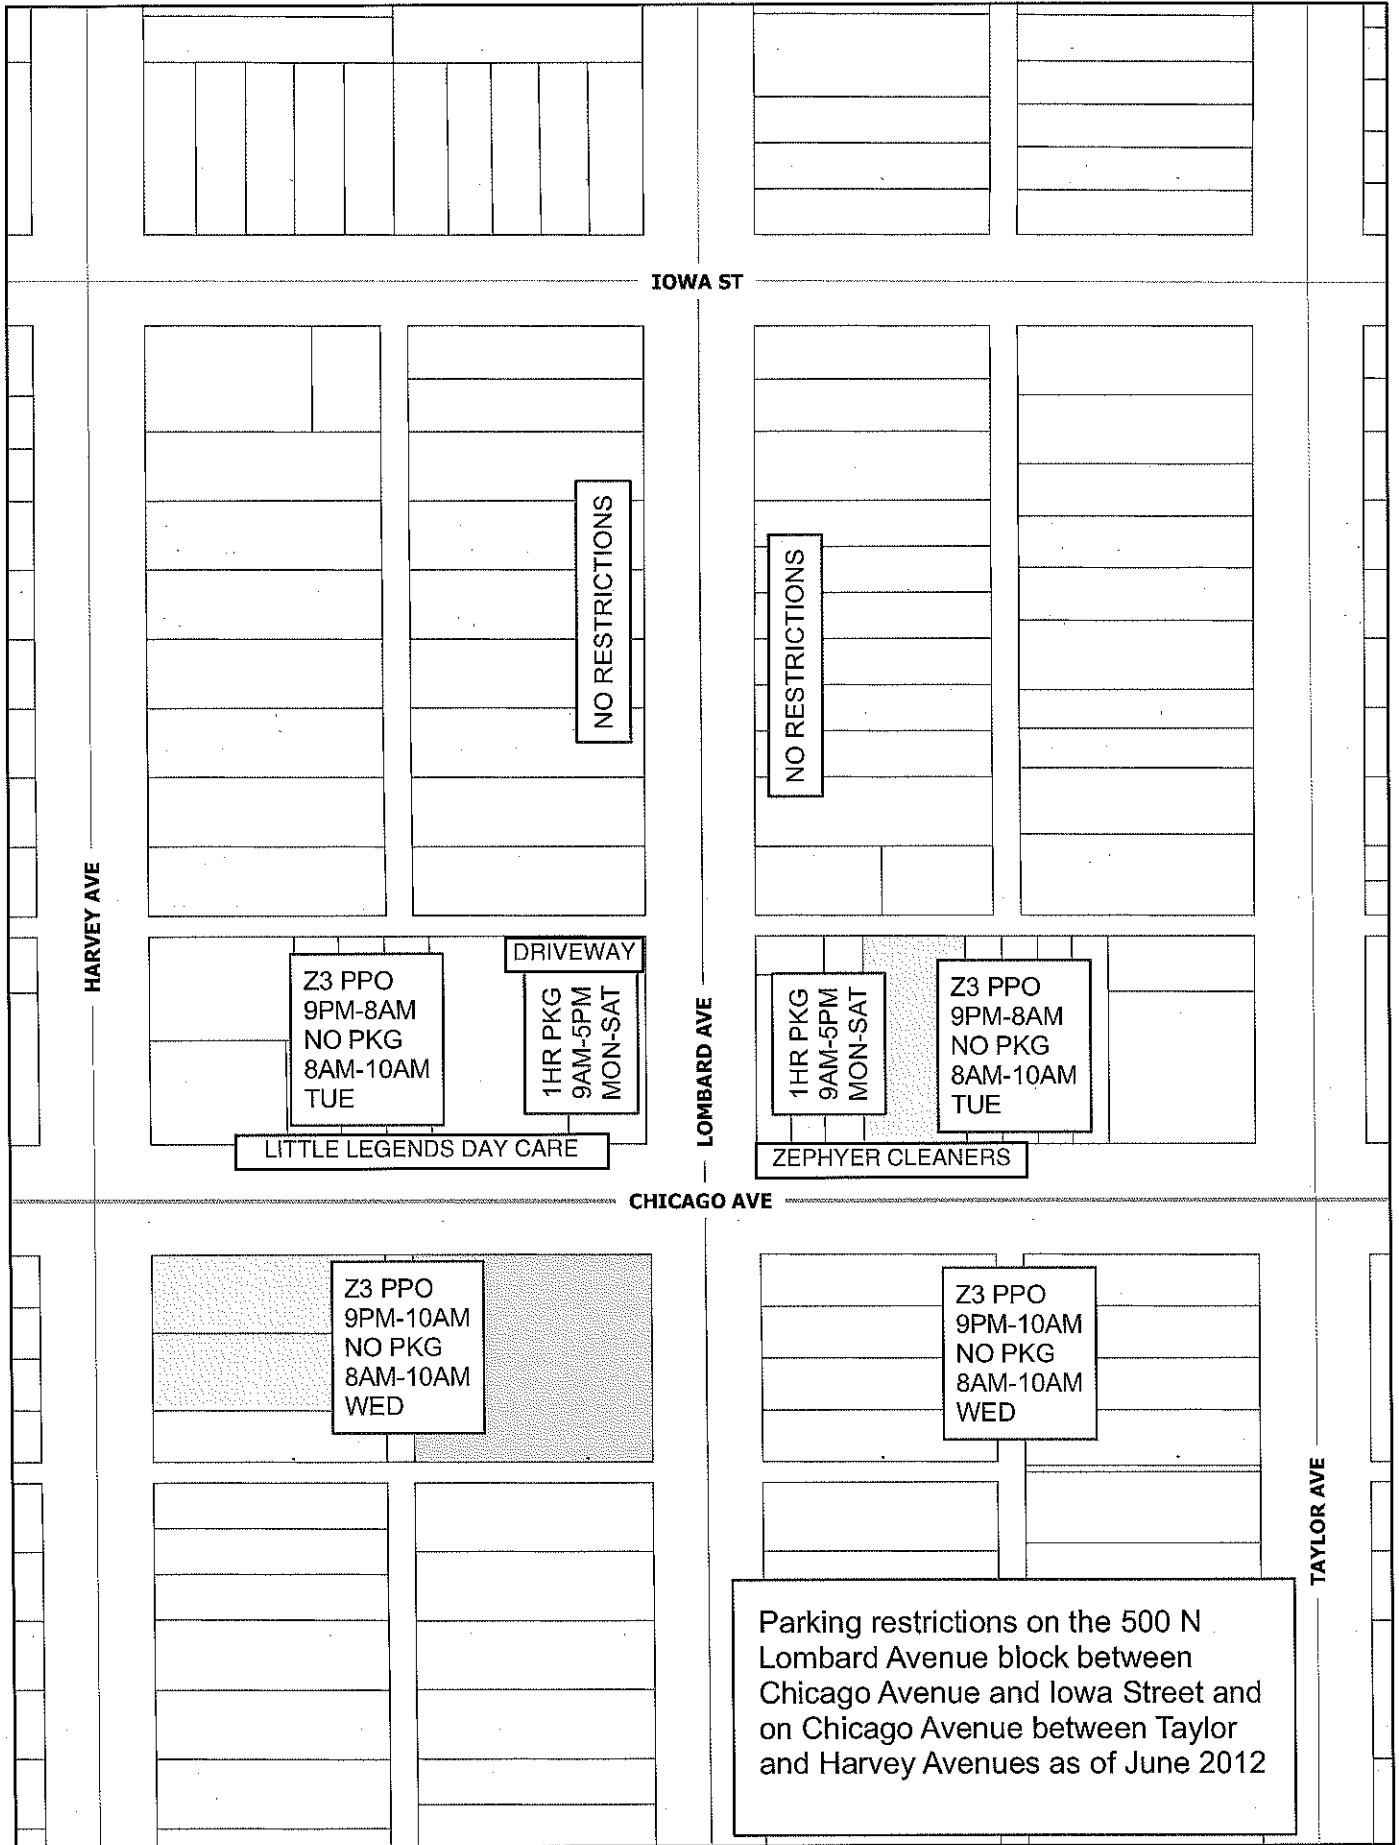 IOWA ST
NO RESTRICTIONS
NO RESTRICTIONS
HARVEY AVE
DRIVEWAY
Z3 PPO
9PM-8AM
NO PKG
8AM-10AM
TUE
1HR PKG
9AM-5PM
MON-SAT
LOMBARD AVE
1HR PKG
9AM-5PM
MON-SAT
Z3 PPO
9PM-8AM
NO PKG
8AM-10AM
TUE
LITTLE LEGENDS DAY CARE
ZEPHYER CLEANERS
CHICAGO AVE
Z3 PPO
9PM-10AM
NO PKG
8AM-10AM
WED
Z3 PPO
9PM-10AM
NO PKG
8AM-10AM
WED
TAYLOR AVE
Parking restrictions on the 500 N
Lombard Avenue block between
Chicago Avenue and Iowa Street and
on Chicago Avenue between Taylor
and Harvey Avenues as of June 2012